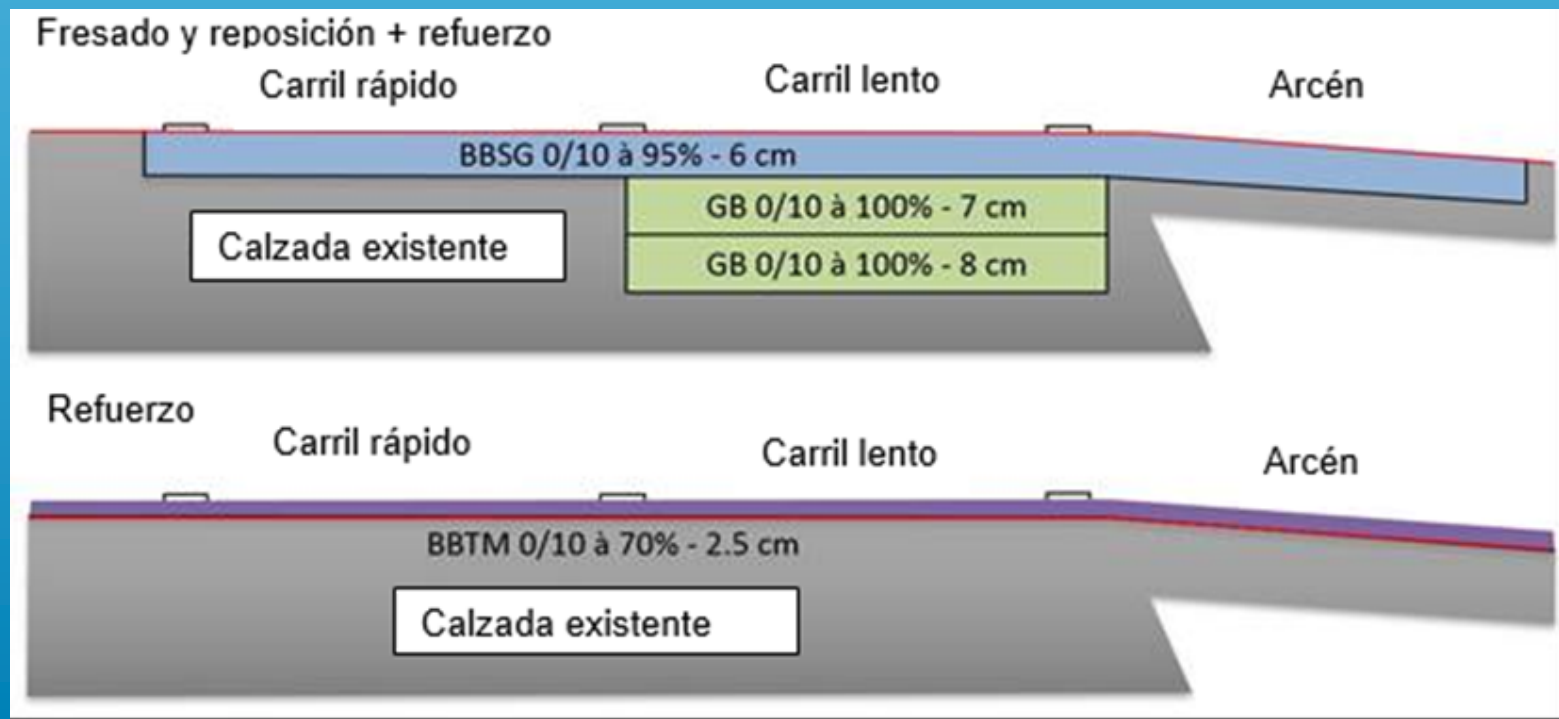 Fresado y reposición + refuerzo
Carril rápido
Carril lento
Arcén
BBSG 0/10 à 95% - 6 cm
GB 0/10 à 100% - 7 cm
Calzada existente
GB 0/10 à 100% - 8 cm
Refuerzo
Carril rápido
Carril lento
Arcén
BBTM 0/10 à 70% - 2.5 cm
Calzada existente